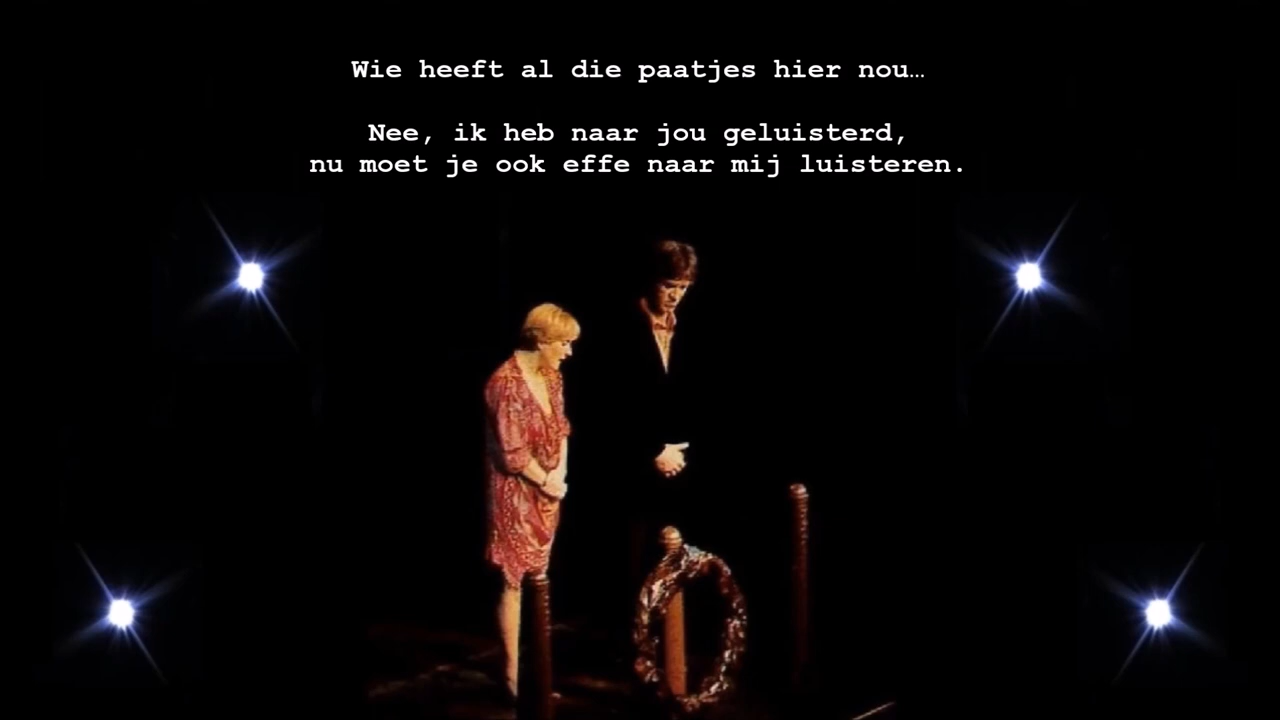 Wie heeft al die paatjes hier nou…
Nee, ik heb naar jou geluisterd,
nu moet je ook effe naar mij luisteren.